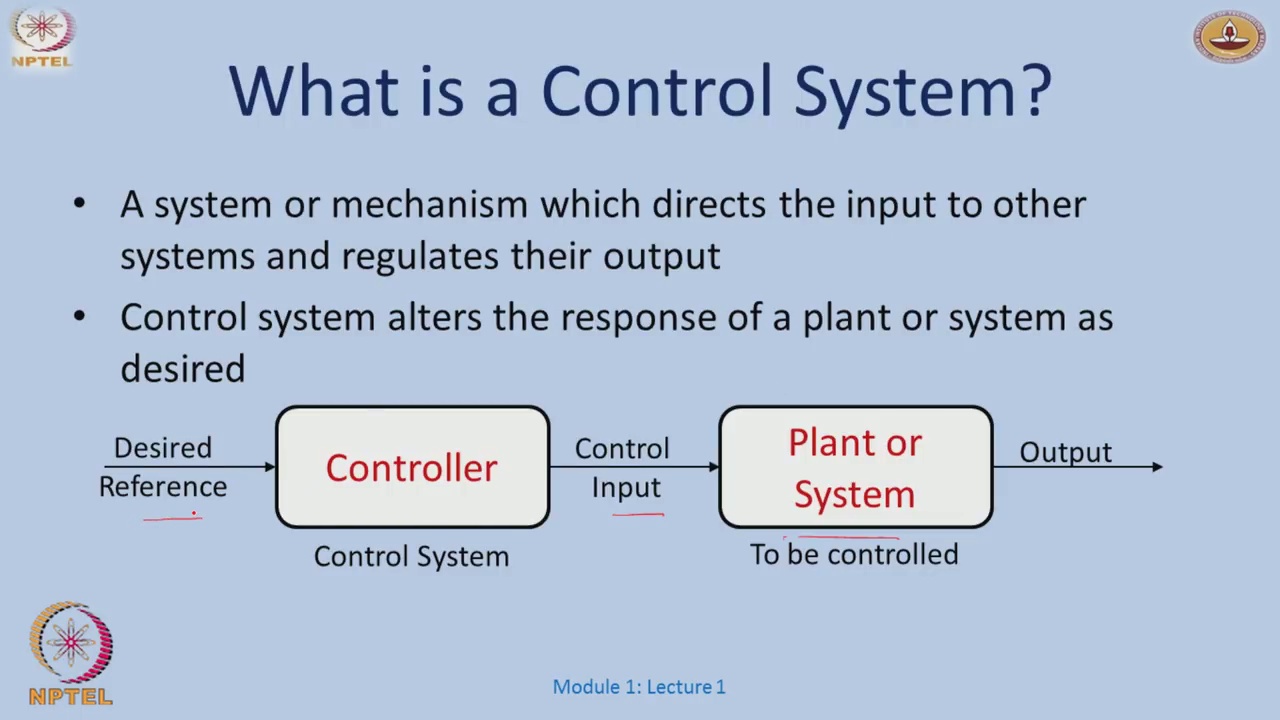 NPTEL
What is a Control System?
• A system or mechanism which directs the input to other
systems and regulates their output
• Control system alters the response of a plant or system as
desired
Desired
Reference
Controller
Control
Input
Plant or
System
Output
Control System
To be controlled
NPTEL
Module 1: Lecture 1